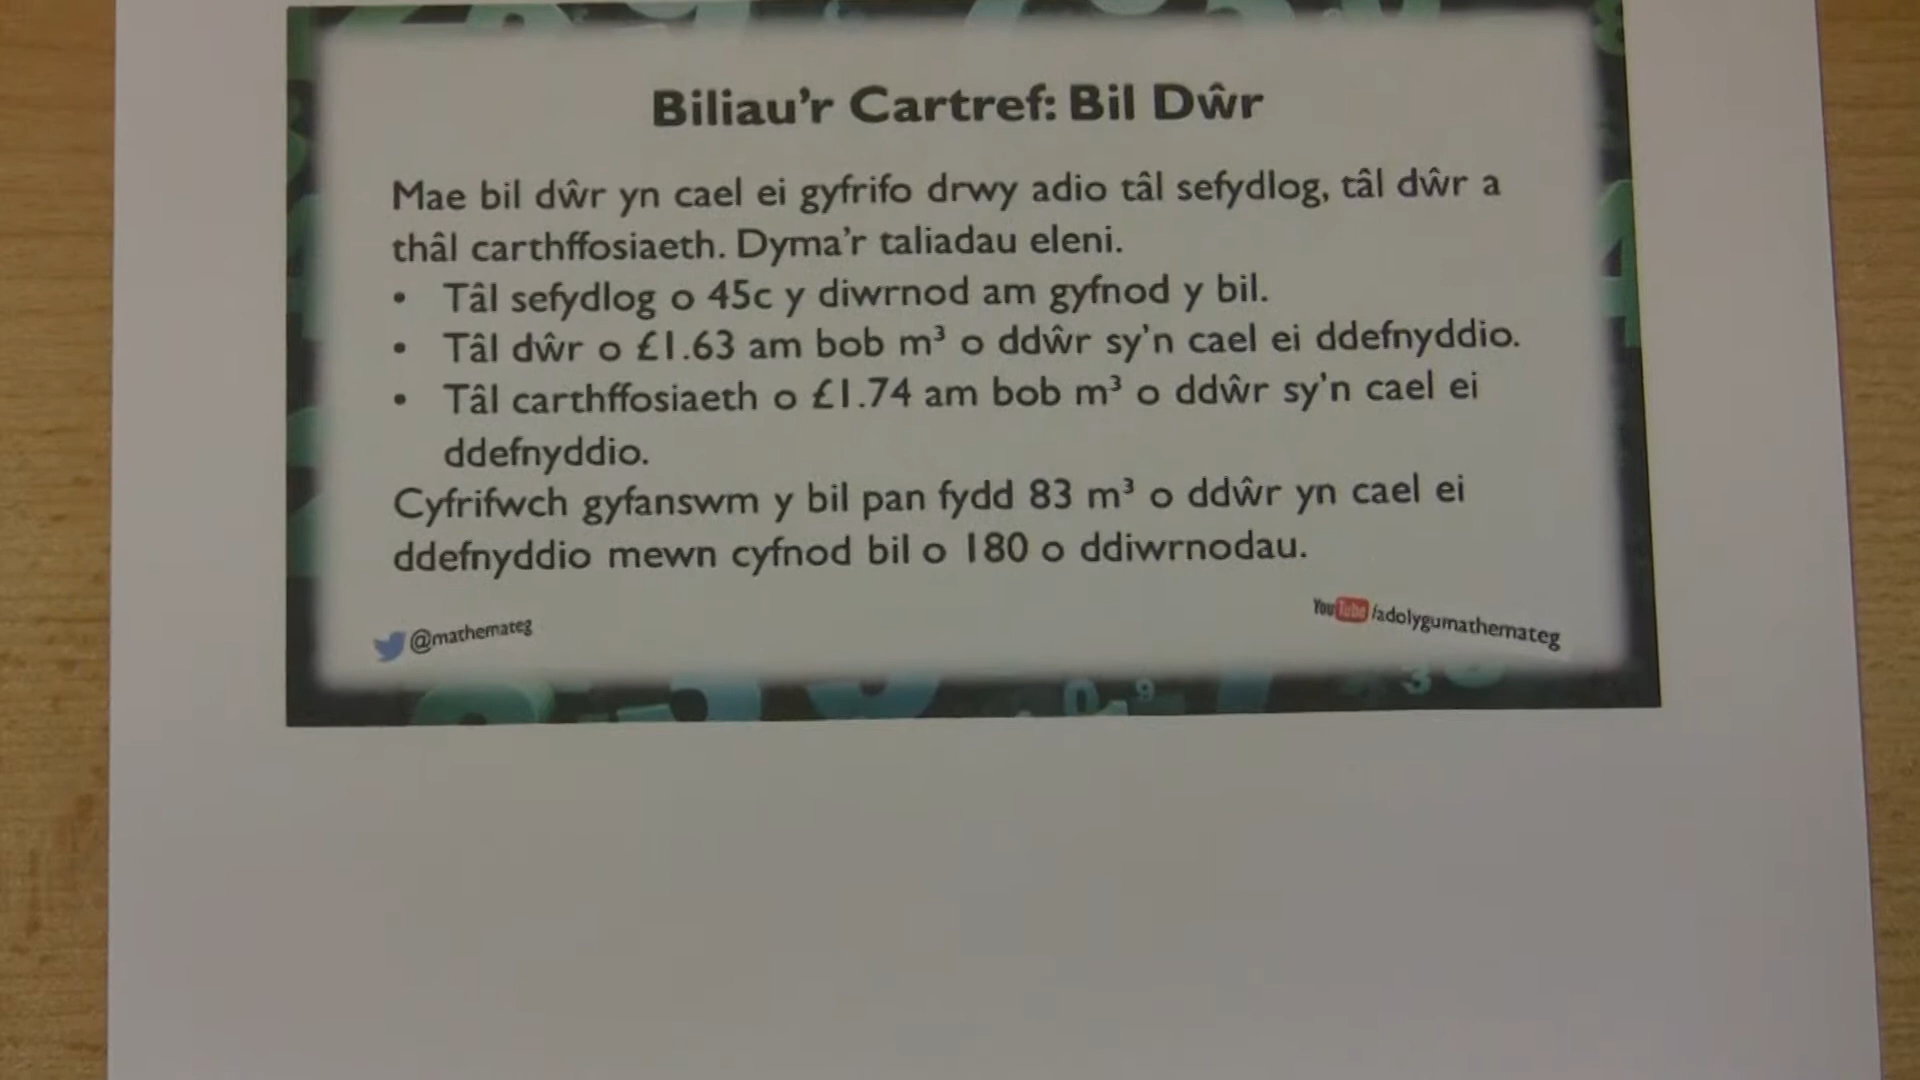 Biliau'r Cartref: Bil Dŵr
Mae bil dŵr yn cael ei gyfrifo drwy adio tâl sefydlog, tâl dŵr a
thâl carthffosiaeth. Dyma'r taliadau eleni.
• Tâl sefydlog o 45c y diwrnod am gyfnod y bil.
• Tâl dŵr o £1.63 am bob m³ o ddŵr sy'n cael ei ddefnyddio.
• Tâl carthffosiaeth o £1.74 am bob m³ o ddŵr sy'n cael ei
ddefnyddio.
Cyfrifwch gyfanswm y bil pan fydd 83 m³ o ddŵr yn cael ei
ddefnyddio mewn cyfnod bil o 180 o ddiwrnodau.
@mathemateg
YouTube /adolygumathemateg